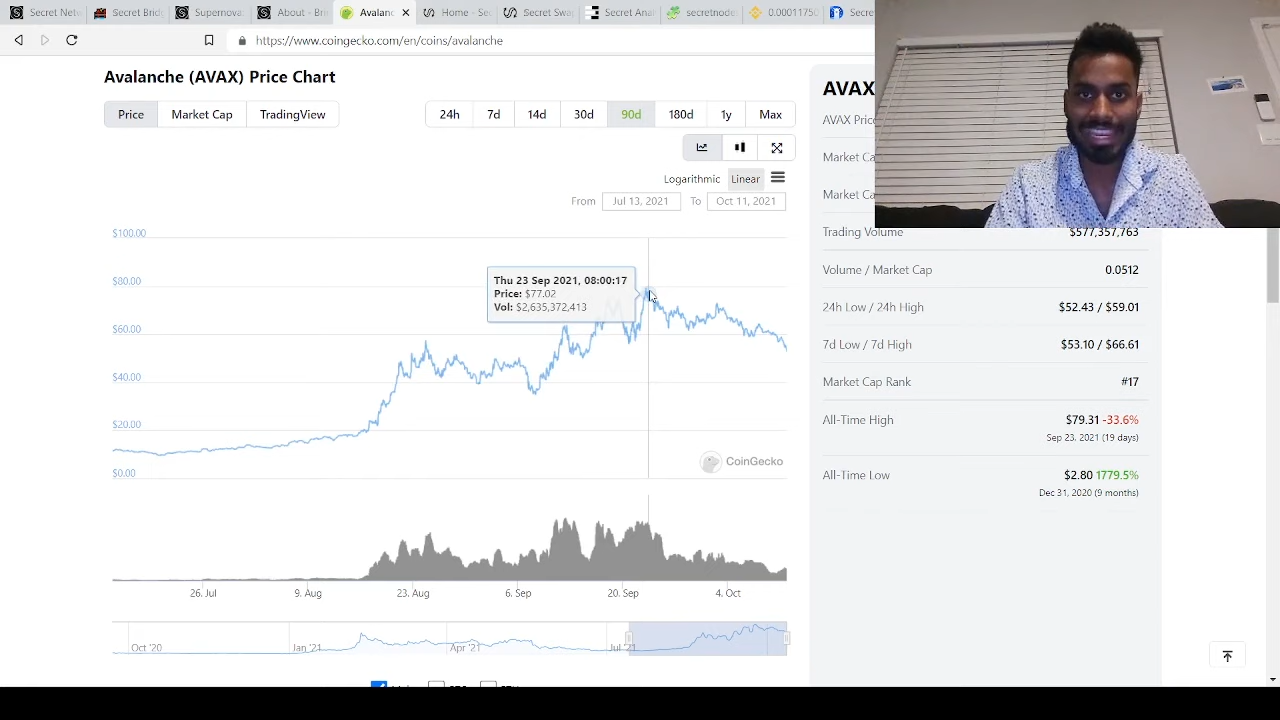 Secret Netw
Secret Bridg
Supernova
About - Bri
Avalanc
Home - Sec
Secret Swa
Secret Anal
secretnode
0.00011750
Secre
https://www.coingecko.com/en/coins/avalanche
Avalanche (AVAX) Price Chart
Price Market Cap TradingView
24h 7d 14d 30d 90d 180d 1y Max
Logarithmic Linear
From Jul 13, 2021 To Oct 11, 2021
$100.00
$80.00
$60.00
$40.00
$20.00
$0.00
Thu 23 Sep 2021, 08:00:17
Price: $77.02
Vol: $2,635,372,413
CoinGecko
26. Jul 9. Aug 23. Aug 6. Sep 20. Sep 4. Oct
Oct '20 Jan '21 Apr '21 Jul '21
AVAX
AVAX Pric
Market Ca
Market Ca
Trading Volume $577,357,763
Volume / Market Cap 0.0512
24h Low / 24h High $52.43 / $59.01
7d Low / 7d High $53.10 / $66.61
Market Cap Rank #17
All-Time High $79.31 -33.6%
Sep 23, 2021 (19 days)
All-Time Low $2.80 1779.5%
Dec 31, 2020 (9 months)